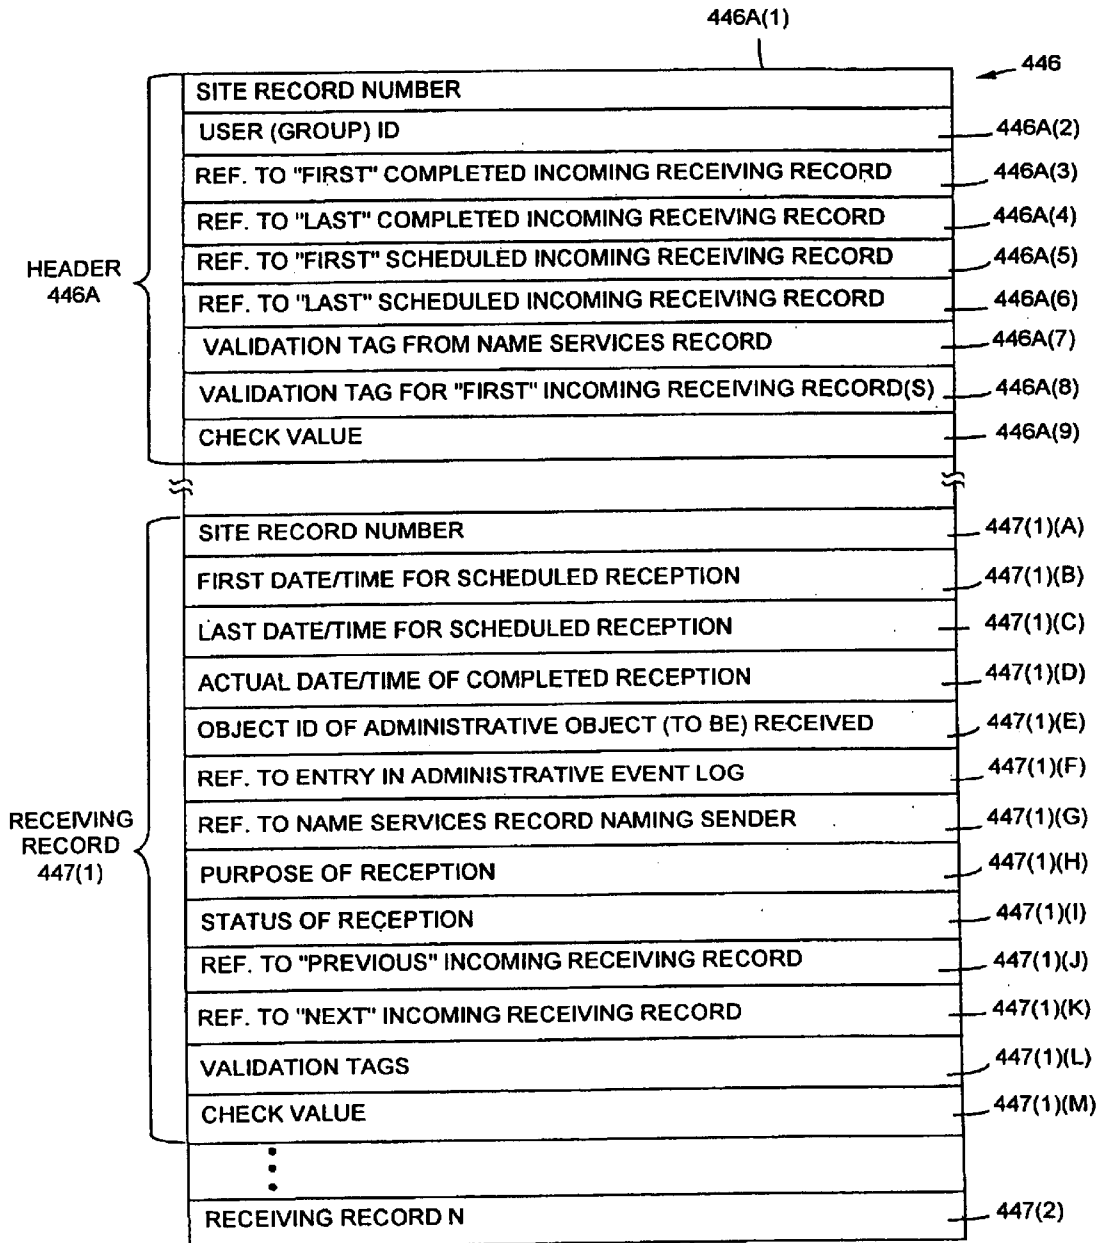 446A(1)
446
SITE RECORD NUMBER
USER (GROUP) ID
446A(2)
REF. TO "FIRST" COMPLETED INCOMING RECEIVING RECORD
446A(3)
REF. TO "LAST" COMPLETED INCOMING RECEIVING RECORD
446A(4)
REF. TO "FIRST" SCHEDULED INCOMING RECEIVING RECORD
446A(5)
HEADER
446A
REF. TO "LAST" SCHEDULED INCOMING RECEIVING RECORD
446A(6)
VALIDATION TAG FROM NAME SERVICES RECORD
446A(7)
VALIDATION TAG FOR "FIRST" INCOMING RECEIVING RECORD(S)
446A(8)
CHECK VALUE
446A(9)
SITE RECORD NUMBER
447(1)(A)
FIRST DATE/TIME FOR SCHEDULED RECEPTION
447(1)(B)
LAST DATE/TIME FOR SCHEDULED RECEPTION
447(1)(C)
ACTUAL DATE/TIME OF COMPLETED RECEPTION
447(1)(D)
OBJECT ID OF ADMINISTRATIVE OBJECT (TO BE) RECEIVED
447(1)(E)
REF. TO ENTRY IN ADMINISTRATIVE EVENT LOG
447(1)(F)
RECEIVING
RECORD
447(1)
REF. TO NAME SERVICES RECORD NAMING SENDER
447(1)(G)
PURPOSE OF RECEPTION
447(1)(H)
STATUS OF RECEPTION
447(1)(I)
REF. TO "PREVIOUS" INCOMING RECEIVING RECORD
447(1)(J)
REF. TO "NEXT" INCOMING RECEIVING RECORD
447(1)(K)
VALIDATION TAGS
447(1)(L)
CHECK VALUE
447(1)(M)
RECEIVING RECORD N
447(2)